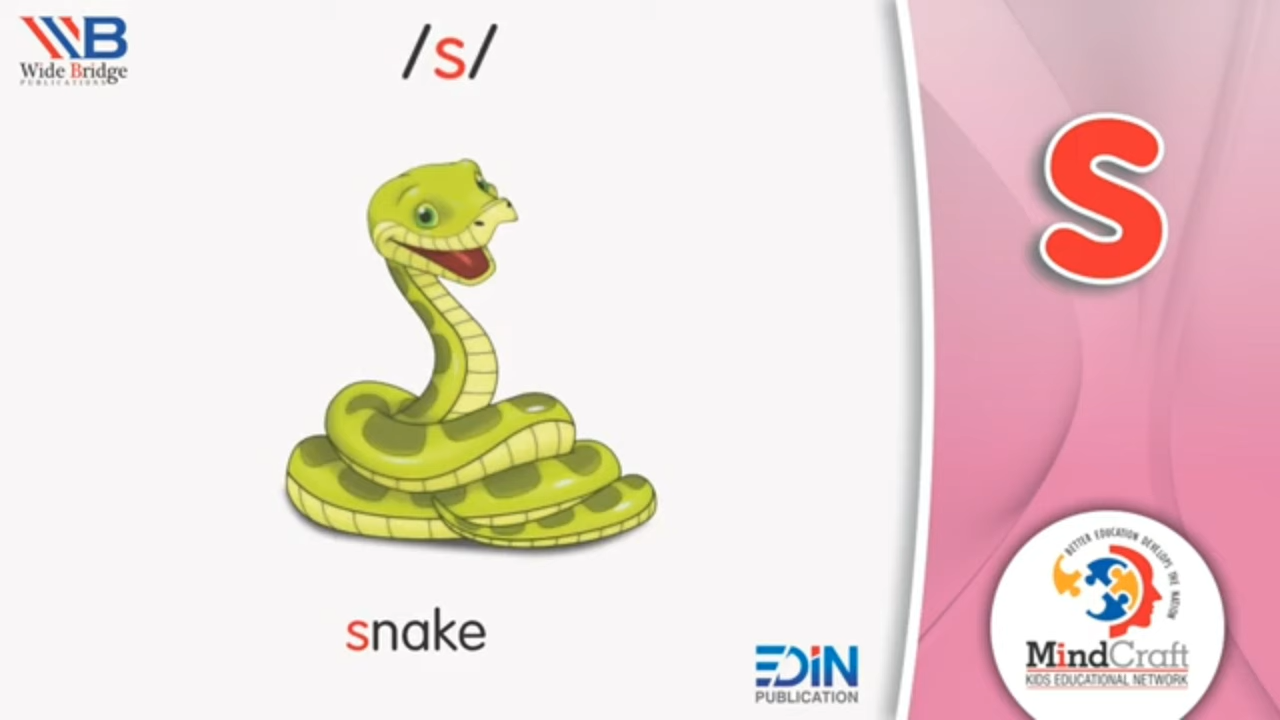 WB
Wide Bridge
PUBLICATIONS
/s/
s
snake
EDiN
PUBLICATION
BETTER EDUCATION DEVELOPS THE NATION
MindCraft
KIDS EDUCATIONAL NETWORK